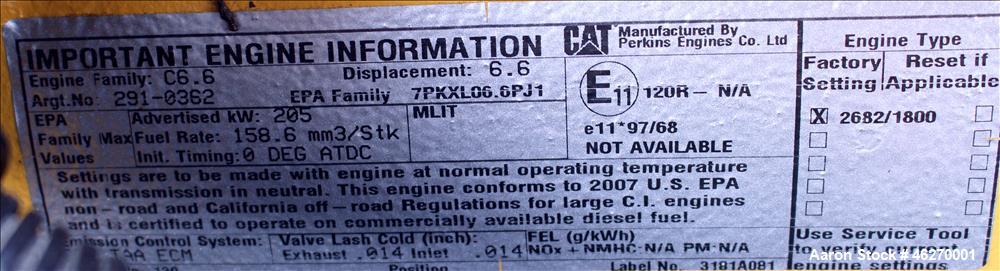 IMPORTANT ENGINE INFORMATION
CAT Manufactured By
Perkins Engines Co. Ltd
Engine Family: C6.6
Displacement: 6.6
Argt.No: 291-0362
EPA Family 7PKXL06.6PJ1
EPA
Family Max
Values
Advertised kW: 205
Fuel Rate: 158.6 mm3/Stk
Init. Timing:0 DEG ATDC
MLIT
E11 120R - N/A
e11*97/68
NOT AVAILABLE
Settings are to be made with engine at normal operating temperature
with transmission in neutral. This engine conforms to 2007 U.S. EPA
non-road and California off-road Regulations for large C.I. engines
and is certified to operate on commercially available diesel fuel.
Emission Control System:
ECM
Valve Lash Cold (inch):
Exhaust .014 Inlet .014
FEL (g/kWh)
NOx + NMHC-N/A PM-N/A
Position
Label No. 3181A081
Engine Type
Factory Reset if
Setting Applicable
X 2682/1800
Use Service Tool
to verify current
engine settings
Aaron Stock # 46270001